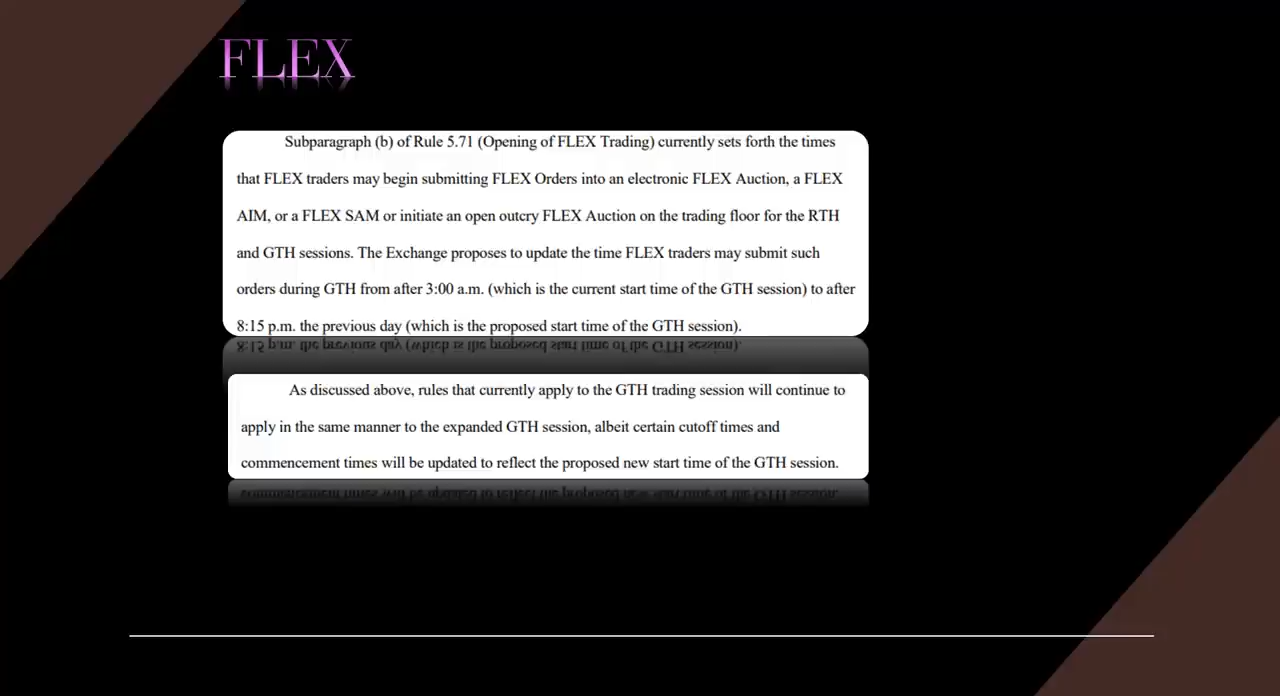 FLEX
Subparagraph (b) of Rule 5.71 (Opening of FLEX Trading) currently sets forth the times
that FLEX traders may begin submitting FLEX Orders into an electronic FLEX Auction, a FLEX
AIM, or a FLEX SAM or initiate an open outcry FLEX Auction on the trading floor for the RTH
and GTH sessions. The Exchange proposes to update the time FLEX traders may submit such
orders during GTH from after 3:00 a.m. (which is the current start time of the GTH session) to after
8:15 p.m. the previous day (which is the proposed start time of the GTH session).
As discussed above, rules that currently apply to the GTH trading session will continue to
apply in the same manner to the expanded GTH session, albeit certain cutoff times and
commencement times will be updated to reflect the proposed new start time of the GTH session.